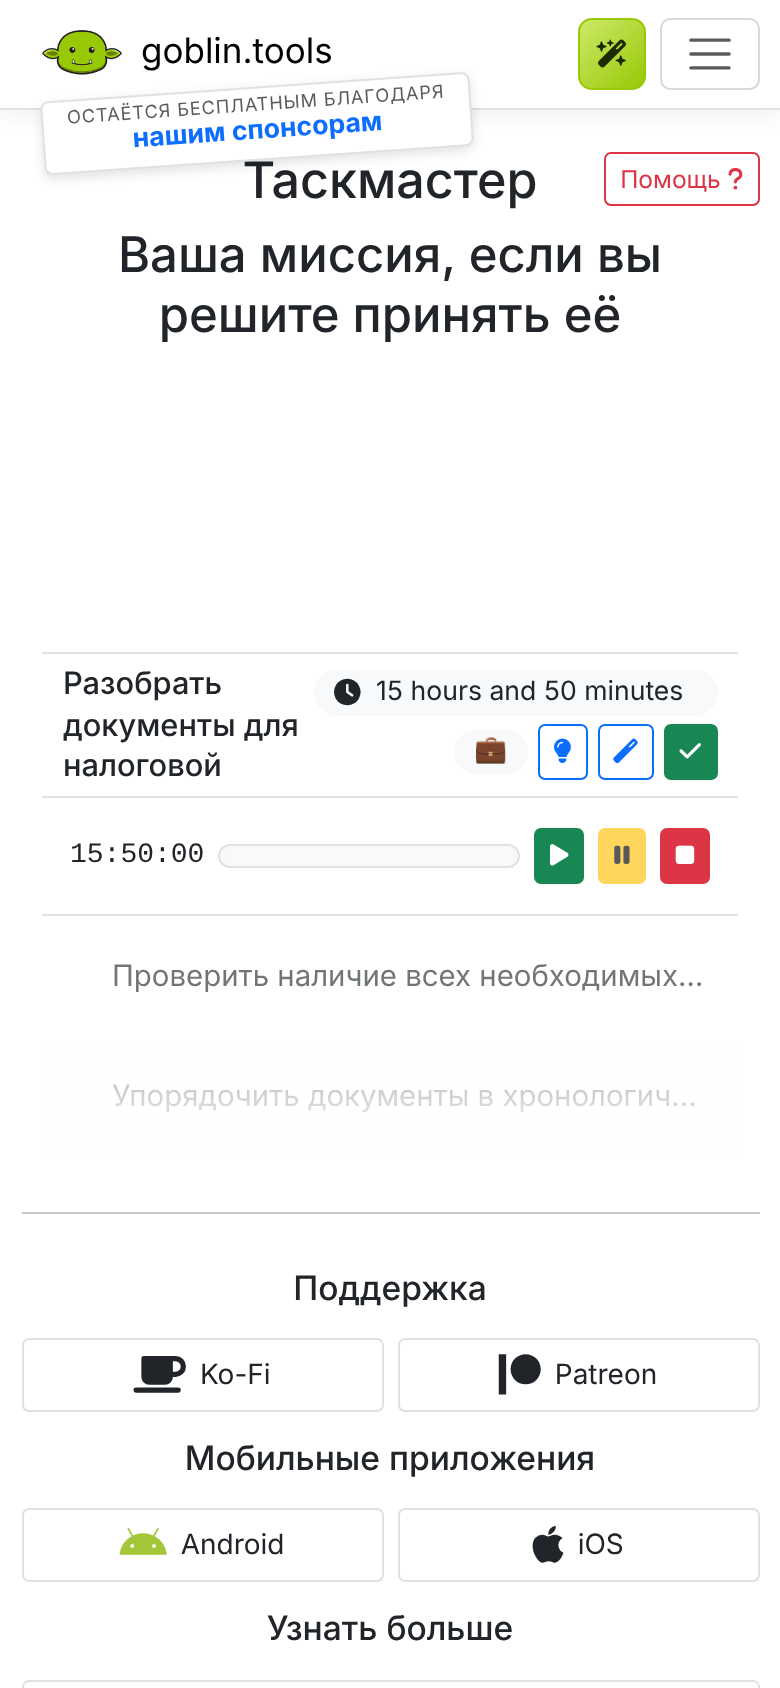 goblin.tools
ОСТАЁТСЯ БЕСПЛАТНЫМ БЛАГОДАРЯ
нашим спонсорам
Таскмастер
Помощь ?
Ваша миссия, если вы
решите принять её
Разобрать
документы для
налоговой
15 hours and 50 minutes
15:50:00
Проверить наличие всех необходимых...
Упорядочить документы в хронологич...
Поддержка
Ko-Fi
Patreon
Мобильные приложения
Android
iOS
Узнать больше